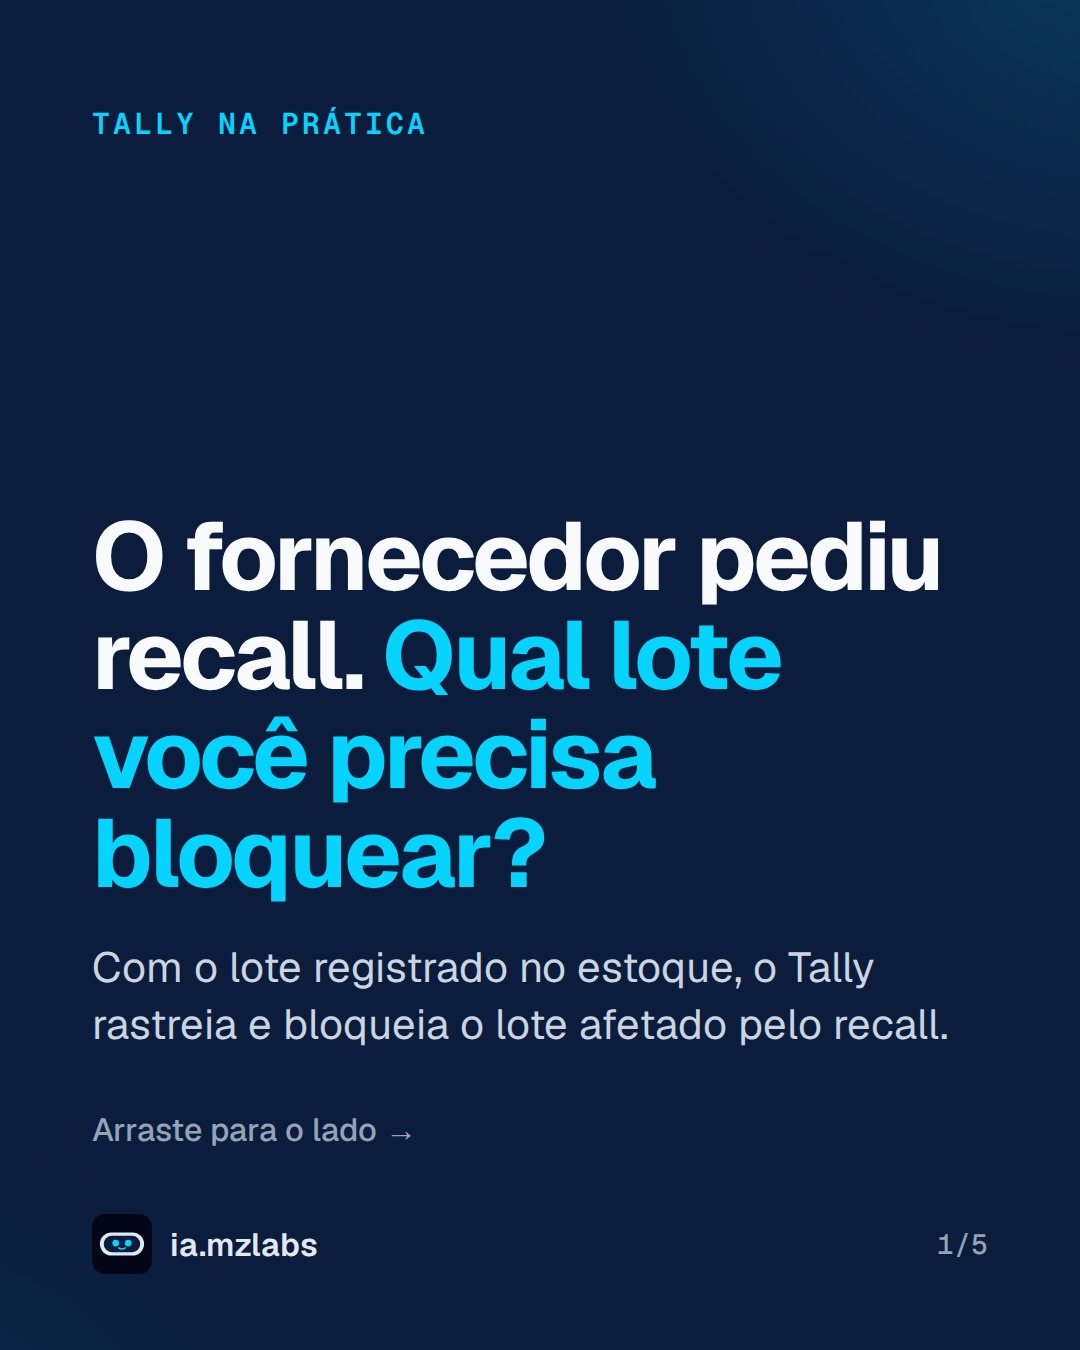 TALLY NA PRÁTICA
O fornecedor pediu
recall. Qual lote
você precisa
bloquear?
Com o lote registrado no estoque, o Tally
rastreia e bloqueia o lote afetado pelo recall.
Arraste para o lado →
ia.mzlabs
1/5